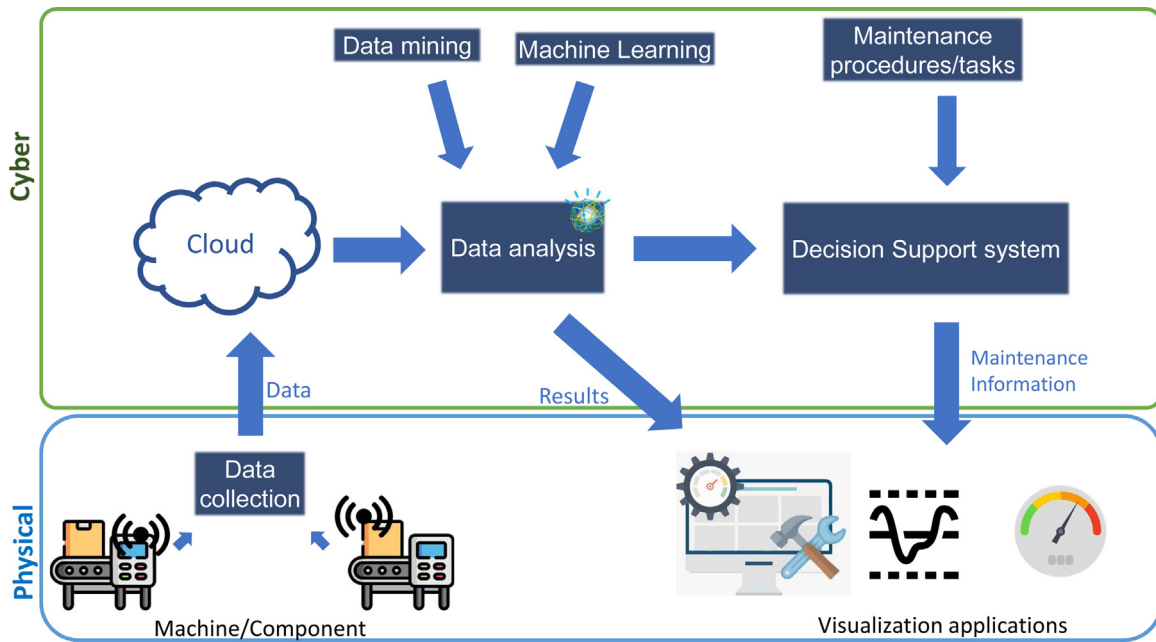 Cyber
Data mining
Machine Learning
Maintenance
procedures/tasks
Cloud
Data analysis
Decision Support system
Data
Results
Maintenance
Information
Physical
Data
collection
Machine/Component
Visualization applications